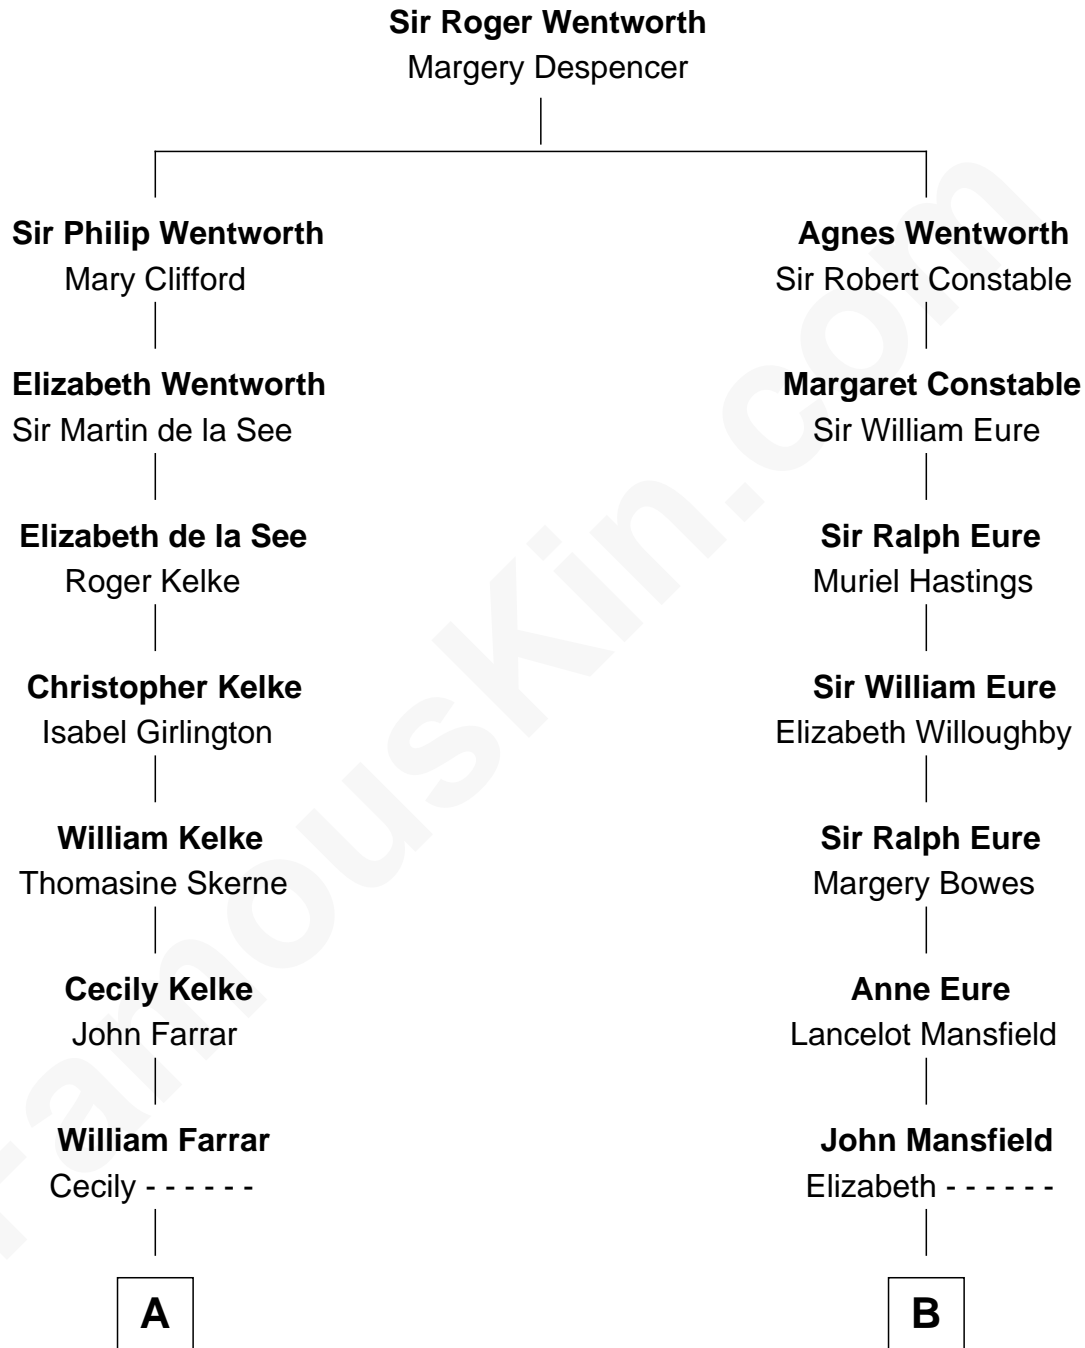 Sir Roger Wentworth
Margery Despencer
Sir Philip Wentworth
Mary Clifford
Agnes Wentworth
Sir Robert Constable
Elizabeth Wentworth
Sir Martin de la See
Margaret Constable
Sir William Eure
Elizabeth de la See
Roger Kelke
Sir Ralph Eure
Muriel Hastings
Christopher Kelke
Isabel Girlington
Sir William Eure
Elizabeth Willoughby
William Kelke
Thomasine Skerne
Sir Ralph Eure
Margery Bowes
Cecily Kelke
John Farrar
Anne Eure
Lancelot Mansfield
William Farrar
Cecily - - - - - -
John Mansfield
Elizabeth - - - - - -
A
B
FamousKin.com